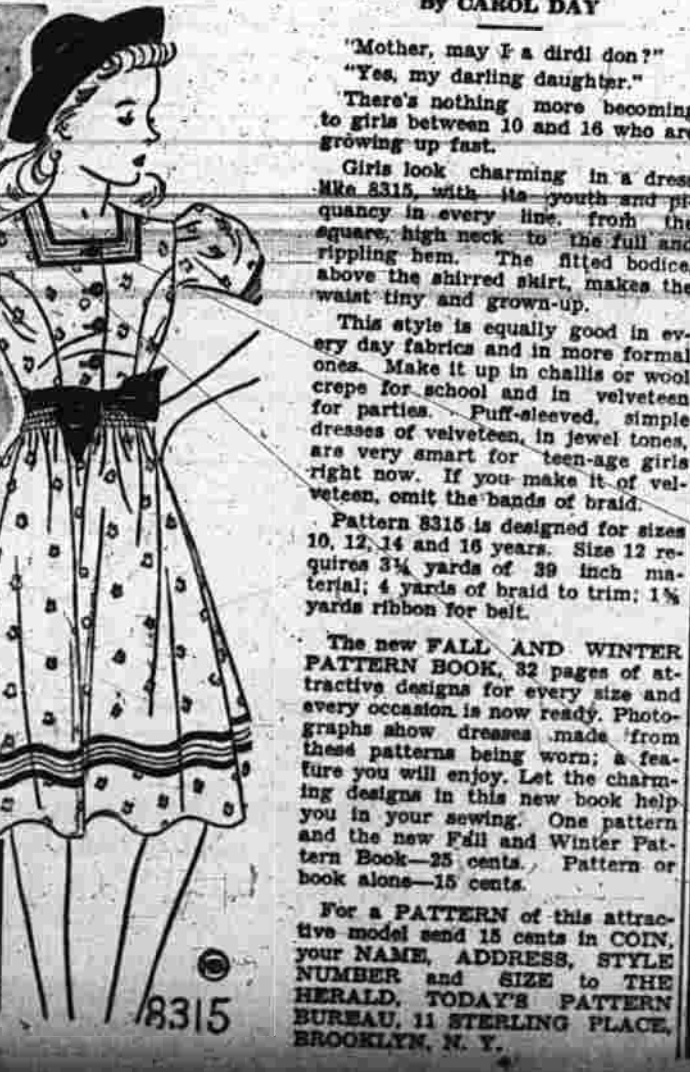 By CAROL DAY
"Mother, may I a dirdl don?"
"Yes, my darling daughter."
There's nothing more becoming
to girls between 10 and 16 who are
growing up fast.
Girls look charming in a dress
like 8315, with its youth and pi-
quancy in every line, from the
square, high neck to the full and
rippling hem. The fitted bodice
above the shirred skirt, makes the
waist tiny and grown-up.
This style is equally good in ev-
ery day fabrics and in more formal
ones. Make it up in challis or wool
crepe for school and in velveteen
for parties. Puff-sleeved, simple
dresses of velveteen, in jewel tones,
are very smart for teen-age girls
right now. If you make it of vel-
veteen, omit the bands of braid.
Pattern 8315 is designed for sizes
10, 12, 14 and 16 years. Size 12 re-
quires 3¼ yards of 39 inch ma-
terial; 4 yards of braid to trim;
yards ribbon for belt.
The new FALL AND WINTER
PATTERN BOOK, 32 pages of at-
tractive designs for every size and
every occasion is now ready. Photo-
graphs show dresses made from
these patterns being worn; a fea-
ture you will enjoy. Let the charm-
ing designs in this new book help
you in your sewing. One pattern
and the new Fall and Winter Pat-
tern Book—25 cents. Pattern or
book alone—15 cents.
For a PATTERN of this attrac-
tive model send 15 cents in COIN,
your NAME, ADDRESS, STYLE
NUMBER and SIZE to THE
HERALD, TODAY'S PATTERN
BUREAU, 11 STERLING PLACE,
BROOKLYN, N. Y.
8315